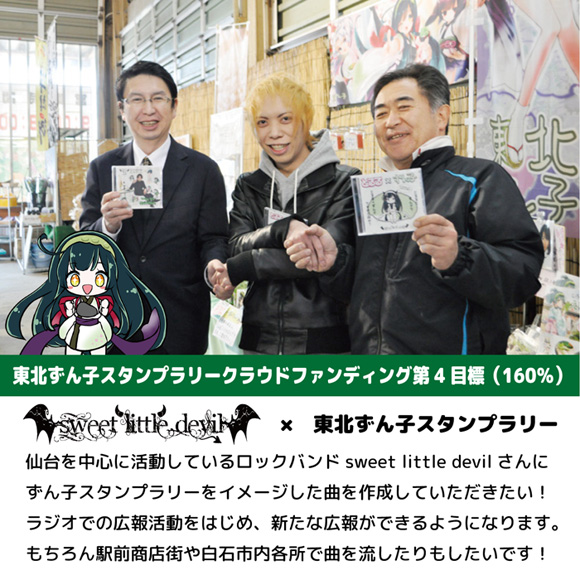 北子
東北ずん子スタンプラリークラウドファンディング第4目標（160%）
sweet little devil × 東北ずん子スタンプラリー
仙台を中心に活動しているロックバンド sweet little devil さんに
ずん子スタンプラリーをイメージした曲を作成していただきたい！
ラジオでの広報活動をはじめ、新たな広報ができるようになります。
もちろん駅前商店街や白石市内各所で曲を流したりもしたいです！